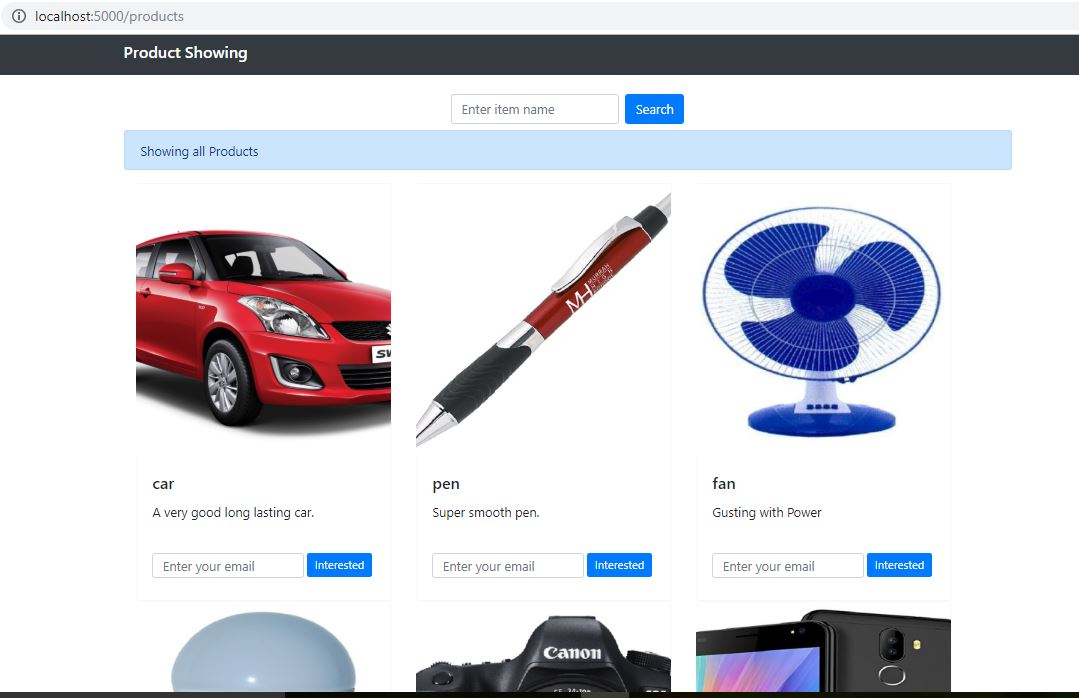 localhost:5000/products
Product Showing
Enter item name Search
Showing all Products
MH
car pen fan
A very good long lasting car. Super smooth pen. Gusting with Power
Enter your email Interested Enter your email Interested Enter your email Interested
Canon